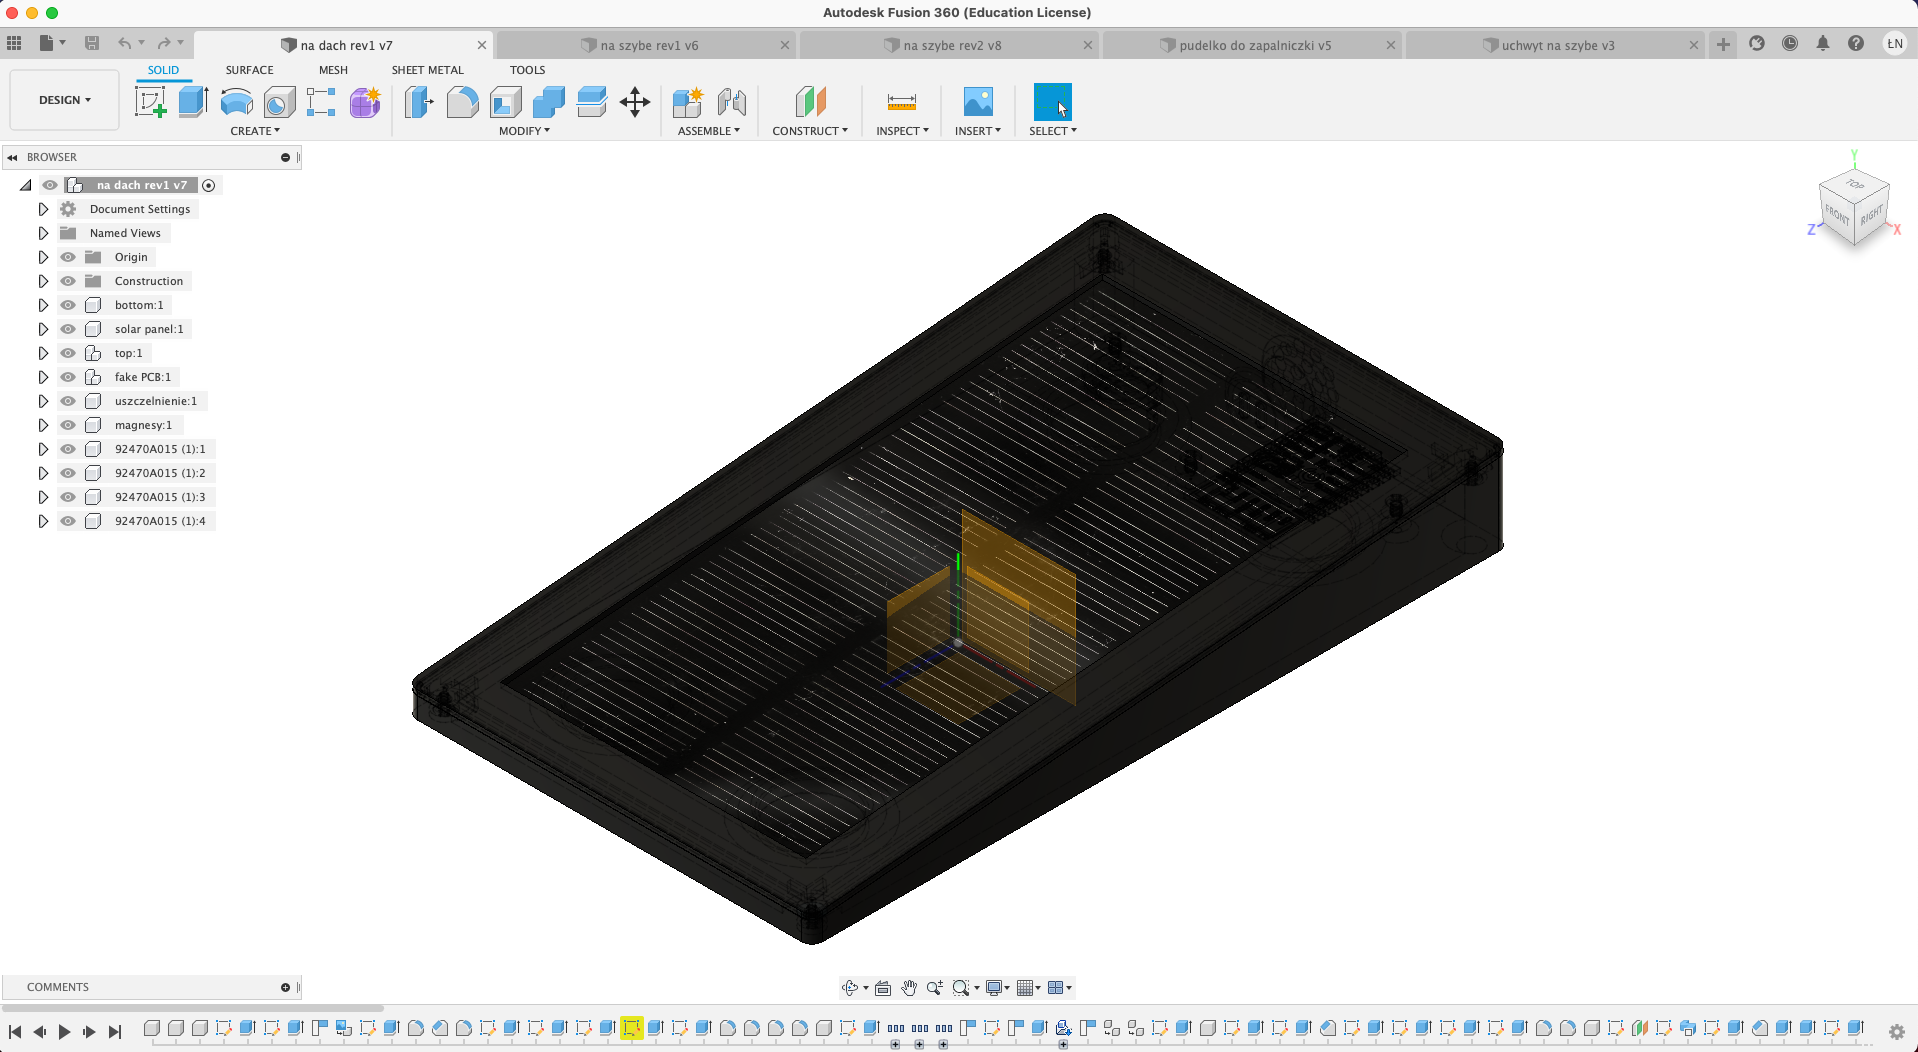 Autodesk Fusion 360 (Education License)
na dach rev1 v7
na szybe rev1 v6
na szybe rev2 v8
pudelko do zapalniczki v5
uchwyt na szybe v3
ŁN
SOLID
SURFACE
MESH
SHEET METAL
TOOLS
DESIGN
CREATE
MODIFY
ASSEMBLE
CONSTRUCT
INSPECT
INSERT
SELECT
BROWSER
na dach rev1 v7
Document Settings
Named Views
Origin
Construction
bottom:1
solar panel:1
top:1
fake PCB:1
uszczelnienie:1
magnesy:1
92470A015 (1):1
92470A015 (1):2
92470A015 (1):3
92470A015 (1):4
Y
TOP
FRONT
RIGHT
Z
X
COMMENTS